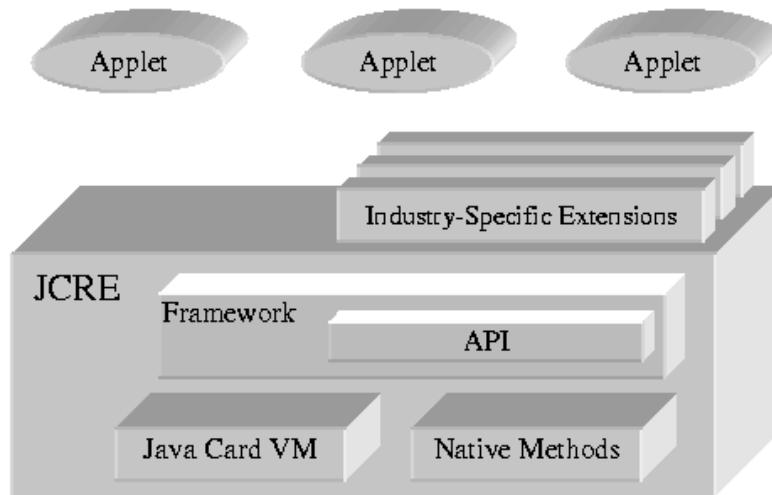 Applet
Applet
Applet
Industry-Specific Extensions
JCRE
Framework
API
Java Card VM
Native Methods